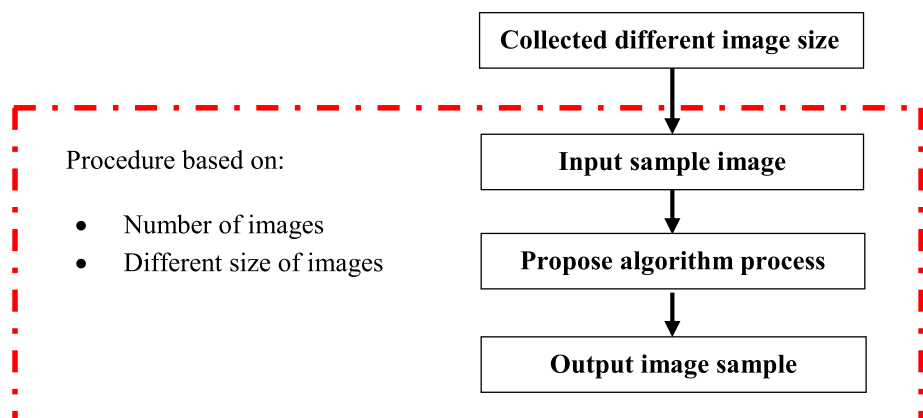 Collected different image size
Input sample image
Procedure based on:
• Number of images
• Different size of images
Propose algorithm process
Output image sample